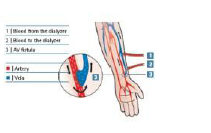 1 | Blood from the dialyzer
2 | Blood to the dialyzer
3 | AV fistula
Artery
Vein
3
1
2
3